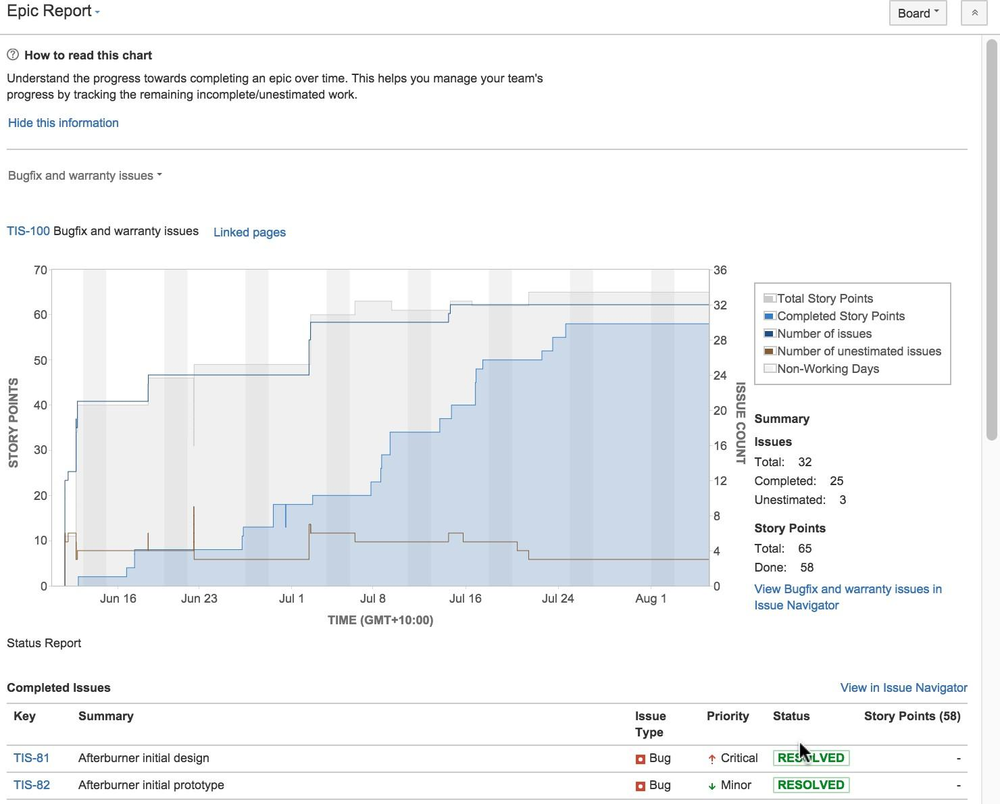 Epic Report
Board
How to read this chart
Understand the progress towards completing an epic over time. This helps you manage your team's
progress by tracking the remaining incomplete/unestimated work.
Hide this information
Bugfix and warranty issues
TIS-100 Bugfix and warranty issues Linked pages
70
60
50
40
30
20
10
0
STORY POINTS
36
32
28
24
20
16
12
8
4
0
ISSUE COUNT
Jun 16 Jun 23 Jul 1 Jul 8 Jul 16 Jul 24 Aug 1
TIME (GMT+10:00)
Total Story Points
Completed Story Points
Number of issues
Number of unestimated issues
Non-Working Days
Summary
Issues
Total: 32
Completed: 25
Unestimated: 3
Story Points
Total: 65
Done: 58
View Bugfix and warranty issues in
Issue Navigator
Status Report
Completed Issues View in Issue Navigator
Key Summary Issue Type Priority Status Story Points (58)
TIS-81 Afterburner initial design Bug Critical RESOLVED -
TIS-82 Afterburner initial prototype Bug Minor RESOLVED -